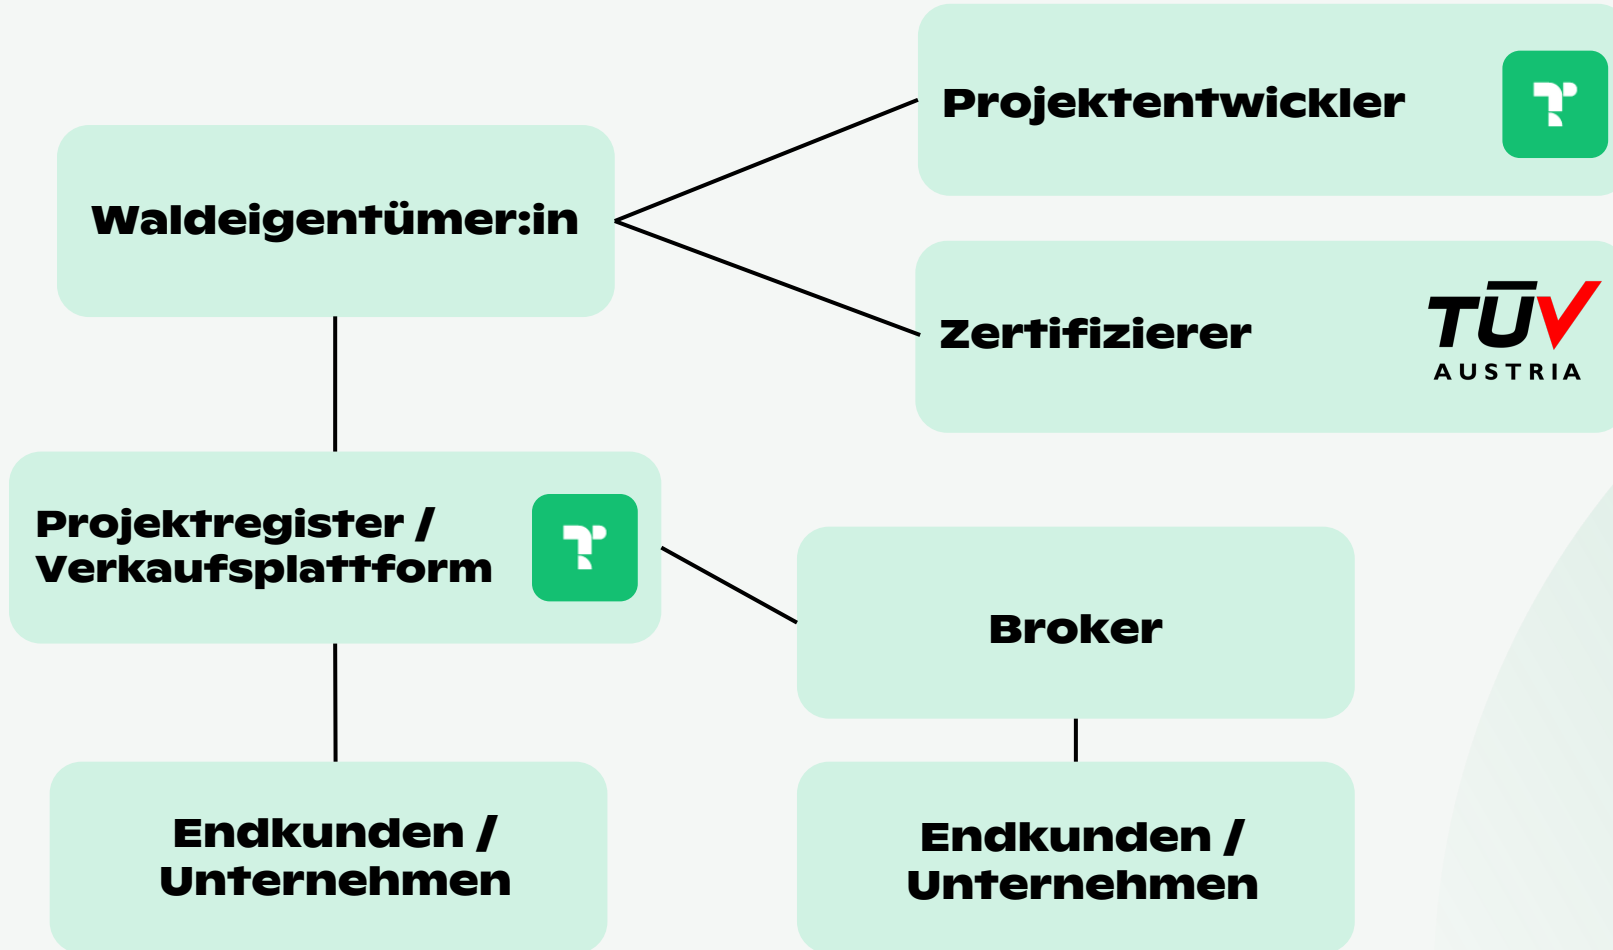 Projektentwickler
Waldeigentümer:in
Zertifizierer
TÜV
AUSTRIA
Projektregister /
Verkaufsplattform
Broker
Endkunden /
Unternehmen
Endkunden /
Unternehmen